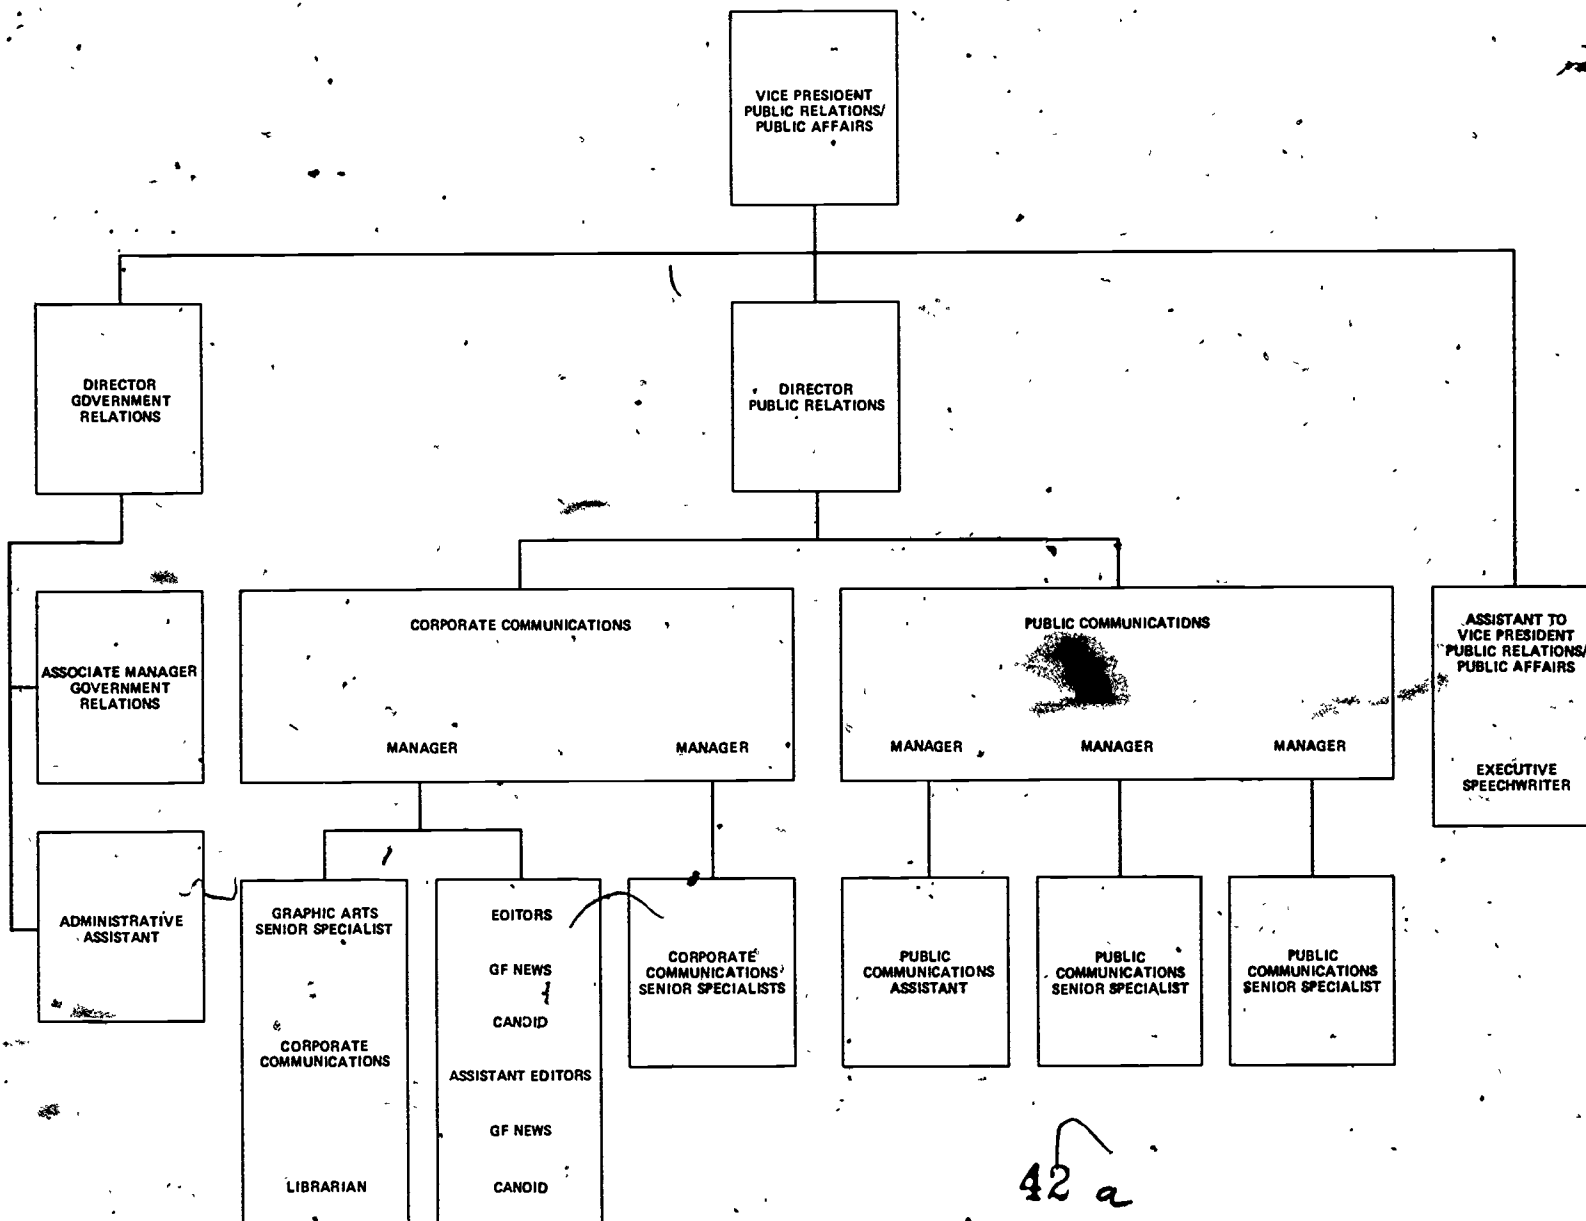 VICE PRESIDENT
PUBLIC RELATIONS/
PUBLIC AFFAIRS
DIRECTOR
GOVERNMENT
RELATIONS
DIRECTOR
PUBLIC RELATIONS
ASSOCIATE MANAGER
GOVERNMENT
RELATIONS
CORPORATE COMMUNICATIONS
MANAGER
MANAGER
PUBLIC COMMUNICATIONS
MANAGER
MANAGER
MANAGER
ASSISTANT TO
VICE PRESIDENT
PUBLIC RELATIONS/
PUBLIC AFFAIRS
EXECUTIVE
SPEECHWRITER
ADMINISTRATIVE
ASSISTANT
GRAPHIC ARTS
SENIOR SPECIALIST
CORPORATE
COMMUNICATIONS
LIBRARIAN
EDITORS
GF NEWS
CANDID
ASSISTANT EDITORS
GF NEWS
CANDID
CORPORATE
COMMUNICATIONS
SENIOR SPECIALISTS
PUBLIC
COMMUNICATIONS
ASSISTANT
PUBLIC
COMMUNICATIONS
SENIOR SPECIALIST
PUBLIC
COMMUNICATIONS
SENIOR SPECIALIST
42 a